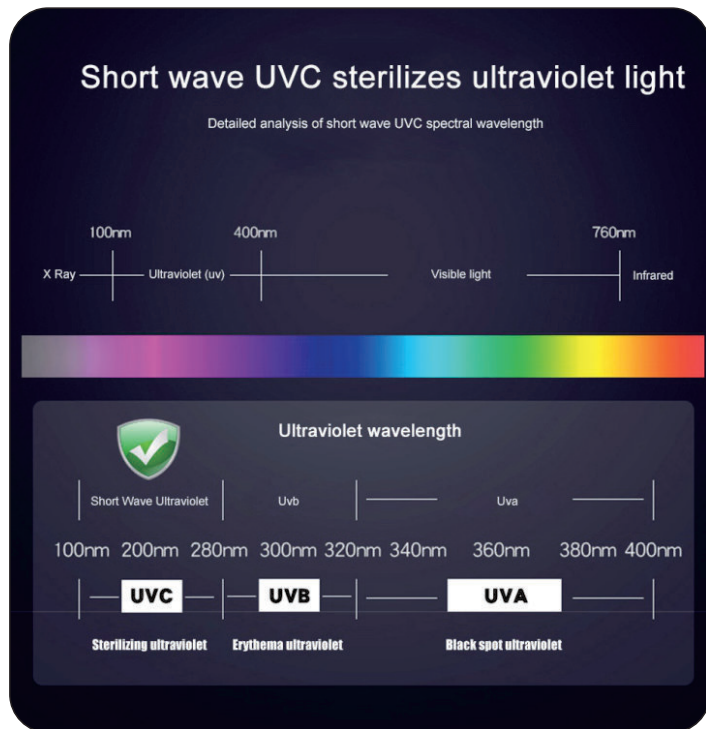 Short wave UVC sterilizes ultraviolet light
Detailed analysis of short wave UVC spectral wavelength
100nm 400nm 760nm
X Ray Ultraviolet (uv) Visible light Infrared
Ultraviolet wavelength
Short Wave Ultraviolet Uvb Uva
100nm 200nm 280nm 300nm 320nm 340nm 360nm 380nm 400nm
UVC UVB UVA
Sterilizing ultraviolet Erythema ultraviolet Black spot ultraviolet